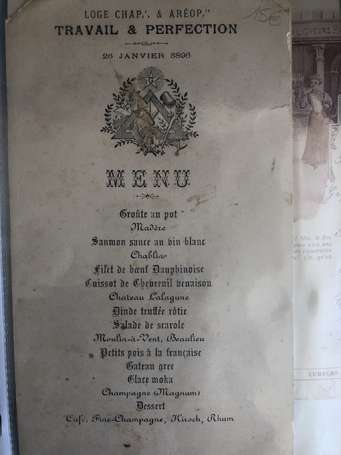 LOGE CHAP.·. & ARÉOP.·.
15€
TRAVAIL & PERFECTION
26 JANVIER 5896
MENU
Croûte au pot
Madère
Saumon sauce au vin blanc
Chablis
Filet de bœuf Dauphinoise
Cuissot de Chevreuil venaison
Chateau Lalagune
Dinde truffée rôtie
Salade de scarole
Moulin-à-Vent, Beaulieu
Petits pois à la française
Gateau grec
Glace moka
Champagne (Magnums)
Dessert
Café, Fine-Champagne, Kirsch, Rhum